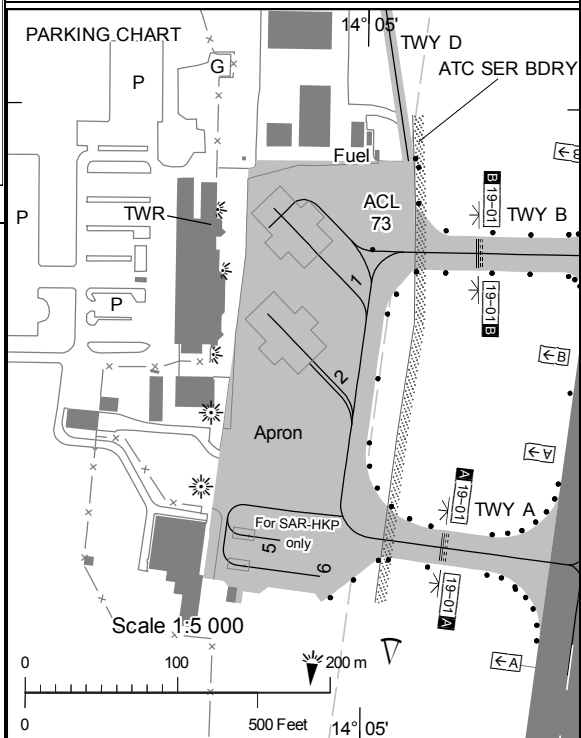 PARKING CHART
14° 05'
TWY D
G
ATC SER BDRY
P
Fuel
B
ACL
73
B 19-01
TWY B
P
TWR
1
19-01 B
P
B
2
Apron
A
A 19-01
TWY A
For SAR-HKP
only
5
6
19-01 A
Scale 1:5 000
A
0 100 200 m
0 500 Feet
14° 05'